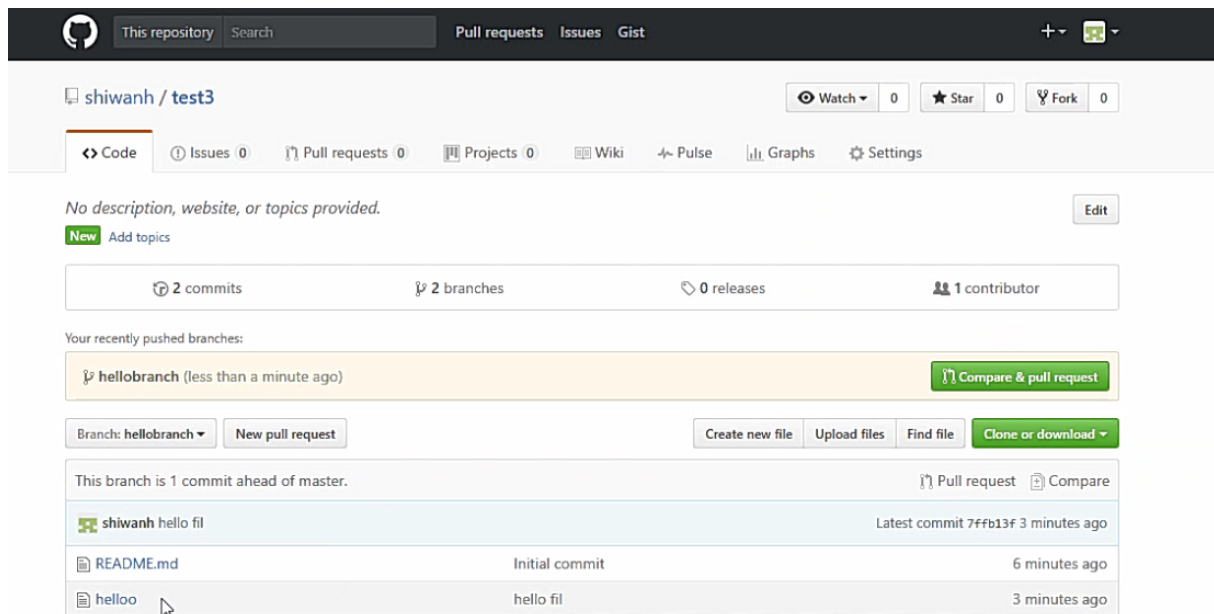 This repository Search Pull requests Issues Gist
shiwanh / test3 Watch 0 Star 0 Fork 0
Code Issues 0 Pull requests 0 Projects 0 Wiki Pulse Graphs Settings
No description, website, or topics provided. Edit
New Add topics
2 commits 2 branches 0 releases 1 contributor
Your recently pushed branches:
hellobranch (less than a minute ago) Compare & pull request
Branch: hellobranch New pull request Create new file Upload files Find file Clone or download
This branch is 1 commit ahead of master. Pull request Compare
shiwanh hello fil Latest commit 7ffb13f 3 minutes ago
README.md Initial commit 6 minutes ago
helloo hello fil 3 minutes ago